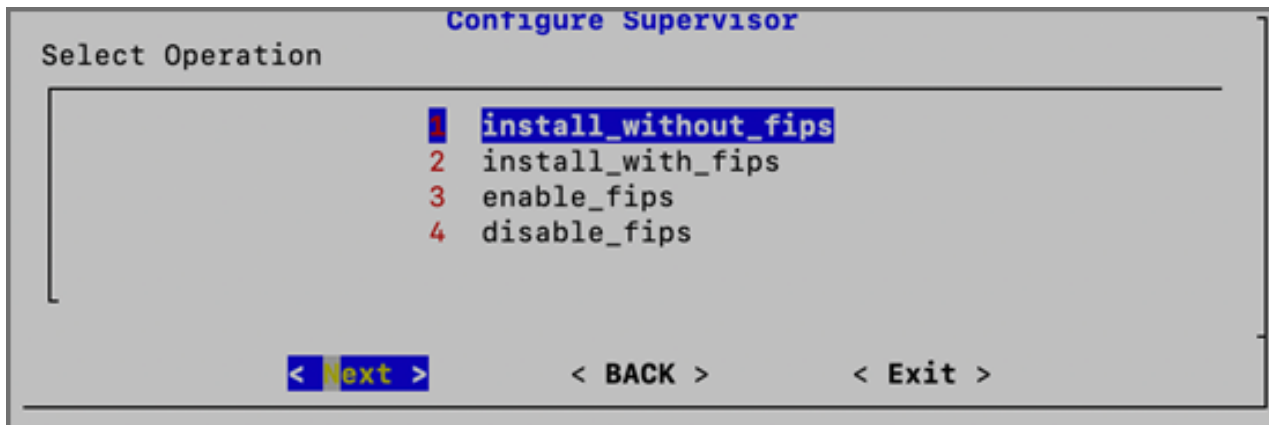 Configure Supervisor
Select Operation
1 install_without_fips
2 install_with_fips
3 enable_fips
4 disable_fips
< Next > < BACK > < Exit >